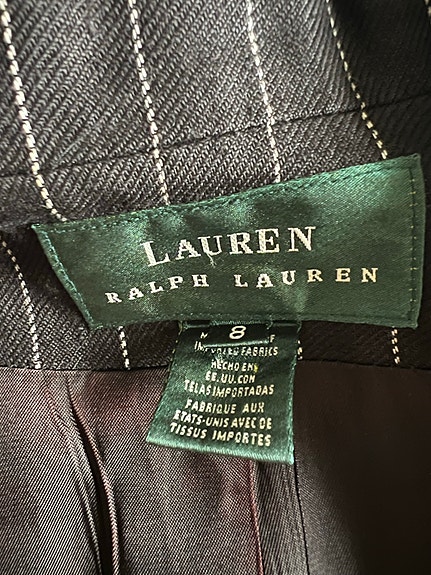 LAUREN
RALPH LAUREN
8
FABRICS
HECHO EN
EE.UU.CON
TELAS IMPORTADAS
FABRIQUE AUX
ETATS-UNIS AVEC DE
TISSUS IMPORTES